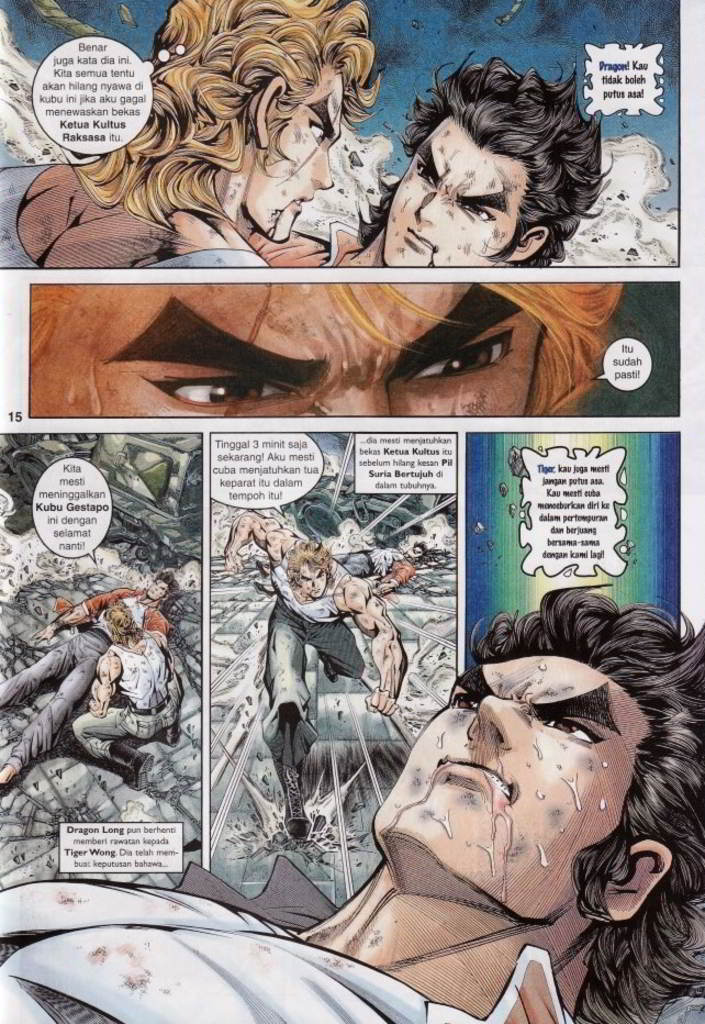 Benar
juga kata dia ini.
Kita semua tentu
akan hilang nyawa di
kubu ini jika aku gagal
menewaskan bekas
Ketua Kultus
Raksasa itu.
Dragon! Kau
tidak boleh
putus asa!
Itu
sudah
pasti!
15
Kita
mesti
meninggalkan
Kubu Gestapo
ini dengan
selamat
nanti!
Dragon Long pun berhenti
memberi rawatan kepada
Tiger Wong. Dia telah mem-
buat keputusan bahawa...
Tinggal 3 minit saja
sekarang! Aku mesti
cuba menjatuhkan tua
keparat itu dalam
tempoh itu!
...dia mesti menjatuhkan
bekas Ketua Kultus itu
sebelum hilang kesan Pil
Suria Bertujuh di
dalam tubuhnya.
Tiger, kau juga mesti
jangan putus asa.
Kau mesti cuba
menceburkan diri ke
dalam pertempuran
dan berjuang
bersama-sama
dengan kami lagi!